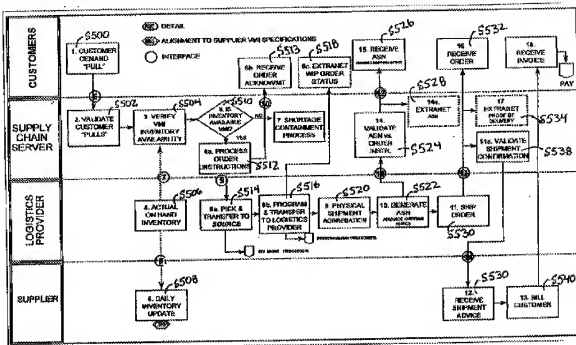 DETAIL
ALIGNMENT TO SUPPLIER VMI SPECIFICATIONS
INTERFACE
CUSTOMERS
S500
1. CUSTOMER
DEMAND
"PULL"
S513
6b. RECEIVE
ORDER
ACKNOWMT
S518
8c. EXTRANET
WIP ORDER
STATUS
S526
15. RECEIVE
ASN
S532
16.
RECEIVE
ORDER
18.
RECEIVE
INVOICE
PAY
SUPPLY
CHAIN
SERVER
S502
2. VALIDATE
CUSTOMER
"PULLS"
S504
3. VERIFY
VMI
INVENTORY
AVAILABILITY
S510
INVENTORY
AVAILABLE
NO
YES
7. SHORTAGE
CONTAINMENT
PROCESS
6a. PROCESS
ORDER
INSTRUCTIONS
S512
14.
VALIDATE
ASN vs.
ORDER
INSTR.
S524
S528
14a.
EXTRANET
ASN
17
EXTRANET
PROOF OF
DELIVERY
S534
11a. VALIDATE
SHIPMENT
CONFIRMATION
S538
LOGISTICS
PROVIDER
S506
4. ACTUAL
ON HAND
INVENTORY
S514
8a. PICK &
TRANSFER TO
SOURCE
S516
8b. PROGRAM
& TRANSFER
TO LOGISTICS
PROVIDER
S520
9. PHYSICAL
SHIPMENT
AGGREGATION
S522
10. GENERATE
ASN
11. SHIP
ORDER
S530
SUPPLIER
S508
5. DAILY
INVENTORY
UPDATE
S530
12.
RECEIVE
SHIPMENT
ADVICE
S540
13. BILL
CUSTOMER